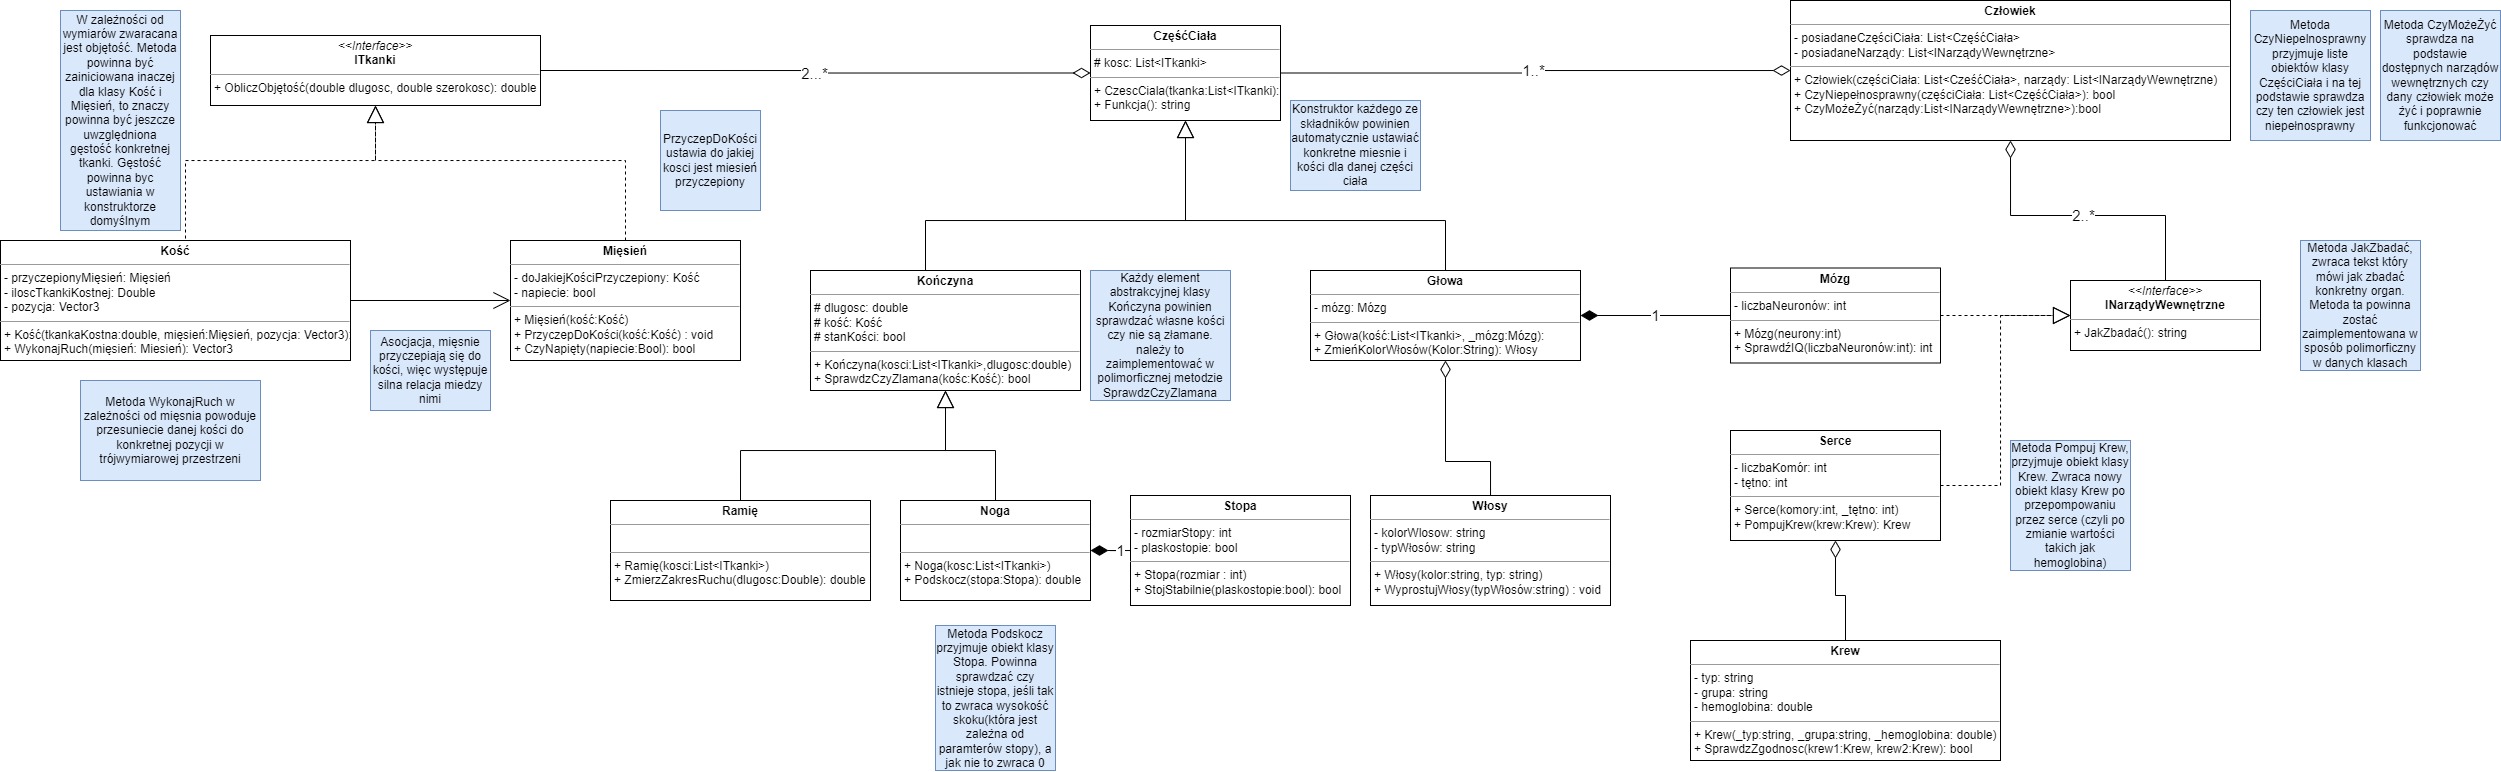 W zależności od
wymiarów zwaracana
jest objętość. Metoda
powinna być
zainiciowana inaczej
dla klasy Kość i
Mięsień, to znaczy
powinna być jeszcze
uwzględniona
gęstość konkretnej
tkanki. Gęstość
powinna byc
ustawiania w
konstruktorze
domyślnym
<<Interface>>
ITkanki
+ ObliczObjętość(double dlugosc, double szerokosc): double
2...*
PrzyczepDoKości
ustawia do jakiej
kosci jest miesień
przyczepiony
CzęśćCiała
# kosc: List<ITkanki>
+ CzescCiala(tkanka:List<ITkanki):
+ Funkcja(): string
Konstruktor każdego ze
składników powinien
automatycznie ustawiać
konkretne miesnie i
kości dla danej części
ciała
1..*
Człowiek
- posiadaneCzęściCiała: List<CzęśćCiała>
- posiadaneNarządy: List<INarządyWewnętrzne>
+ Człowiek(częściCiała: List<CześćCiała>, narządy: List<INarządyWewnętrzne)
+ CzyNiepełnosprawny(częściCiała: List<CzęśćCiała>): bool
+ CzyMożeŻyć(narządy:List<INarządyWewnętrzne>):bool
Metoda
CzyNiepelnosprawny
przyjmuje liste
obiektów klasy
CzęściCiała i na tej
podstawie sprawdza
czy ten człowiek jest
niepełnosprawny
Metoda CzyMożeŻyć
sprawdza na
podstawie
dostępnych narządów
wewnetrznych czy
dany człowiek może
żyć i poprawnie
funkcjonować
2..*
Kość
- przyczepionyMięsień: Mięsień
- iloscTkankiKostnej: Double
- pozycja: Vector3
+ Kość(tkankaKostna:double, mięsień:Mięsień, pozycja: Vector3):
+ WykonajRuch(mięsień: Miesień): Vector3
Metoda WykonajRuch w
zależności od mięsnia powoduje
przesuniecie danej kości do
konkretnej pozycji w
trójwymiarowej przestrzeni
Asocjacja, mięsnie
przyczepiają się do
kości, więc występuje
silna relacja miedzy
nimi
Mięsień
- doJakiejKościPrzyczepiony: Kość
- napiecie: bool
+ Mięsień(kość:Kość)
+ PrzyczepDoKości(kość:Kość) : void
+ CzyNapięty(napiecie:Bool): bool
Kończyna
# dlugosc: double
# kość: Kość
# stanKości: bool
+ Kończyna(kosci:List<ITkanki>,dlugosc:double)
+ SprawdzCzyZlamana(kośc:Kość): bool
Każdy element
abstrakcyjnej klasy
Kończyna powinien
sprawdzać własne kości
czy nie są złamane.
należy to
zaimplementować w
polimorficznej metodzie
SprawdzCzyZlamana
Głowa
- mózg: Mózg
+ Głowa(kość:List<ITkanki>, _mózg:Mózg):
+ ZmieńKolorWłosów(Kolor:String): Włosy
1
Mózg
- liczbaNeuronów: int
+ Mózg(neurony:int)
+ SprawdźIQ(liczbaNeuronów:int): int
<<Interface>>
INarządyWewnętrzne
+ JakZbadać(): string
Metoda JakZbadać,
zwraca tekst który
mówi jak zbadać
konkretny organ.
Metoda ta powinna
zostać
zaimplementowana w
sposób polimorficzny
w danych klasach
Ramię
+ Ramię(kosci:List<ITkanki>)
+ ZmierzZakresRuchu(dlugosc:Double): double
Noga
+ Noga(kosc:List<ITkanki>)
+ Podskocz(stopa:Stopa): double
1
Stopa
- rozmiarStopy: int
- plaskostopie: bool
+ Stopa(rozmiar : int)
+ StojStabilnie(plaskostopie:bool): bool
Metoda Podskocz
przyjmuje obiekt klasy
Stopa. Powinna
sprawdzać czy
istnieje stopa, jeśli tak
to zwraca wysokość
skoku(która jest
zależna od
paramterów stopy), a
jak nie to zwraca 0
Włosy
- kolorWlosow: string
- typWłosów: string
+ Włosy(kolor:string, typ: string)
+ WyprostujWłosy(typWłosów:string) : void
Serce
- liczbaKomór: int
- tętno: int
+ Serce(komory:int, _tętno: int)
+ PompujKrew(krew:Krew): Krew
Metoda Pompuj Krew,
przyjmuje obiekt klasy
Krew. Zwraca nowy
obiekt klasy Krew po
przepompowaniu
przez serce (czyli po
zmianie wartości
takich jak
hemoglobina)
Krew
- typ: string
- grupa: string
- hemoglobina: double
+ Krew(_typ:string, _grupa:string, _hemoglobina: double)
+ SprawdzZgodnosc(krew1:Krew, krew2:Krew): bool